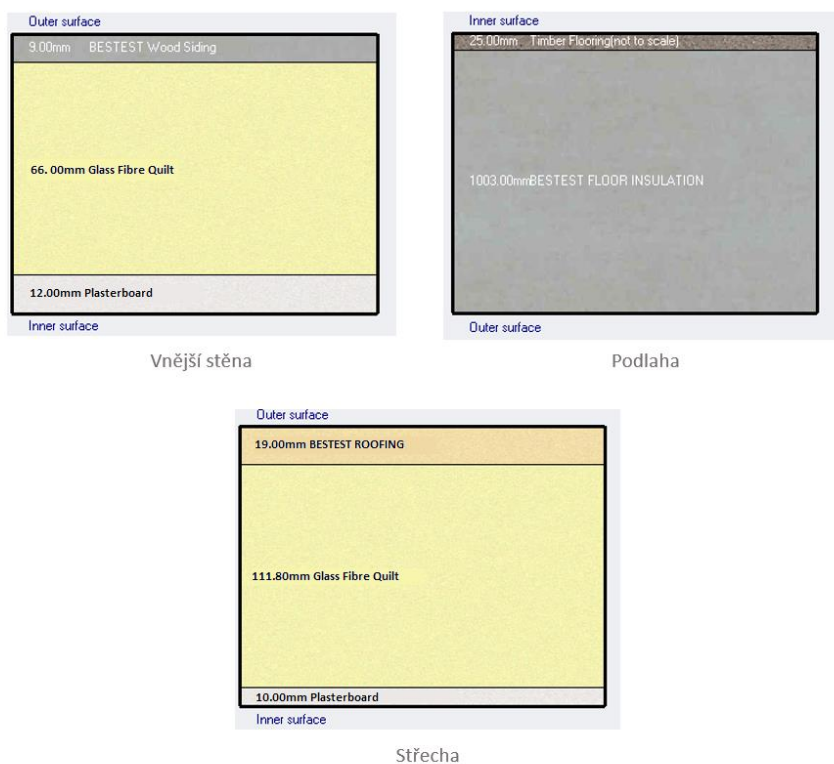 Outer surface
9.00mm BESTEST Wood Siding
66. 00mm Glass Fibre Quilt
12.00mm Plasterboard
Inner surface
Vnější stěna
Inner surface
25.00mm Timber Flooring(not to scale)
1003.00mmBESTEST FLOOR INSULATION
Outer surface
Podlaha
Outer surface
19.00mm BESTEST ROOFING
111.80mm Glass Fibre Quilt
10.00mm Plasterboard
Inner surface
Střecha